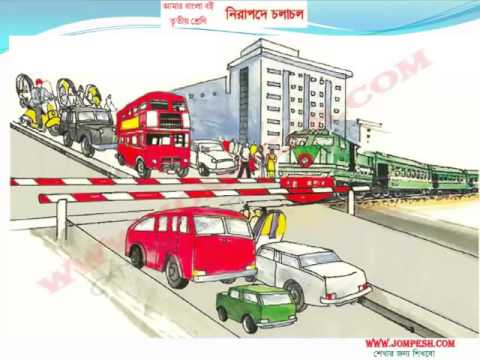 আমার বাংলা বই
তৃতীয় শ্রেনি
নিরাপদে চলাচল
WWW.JOMPESH.COM
শেখার জন্য শিখবো